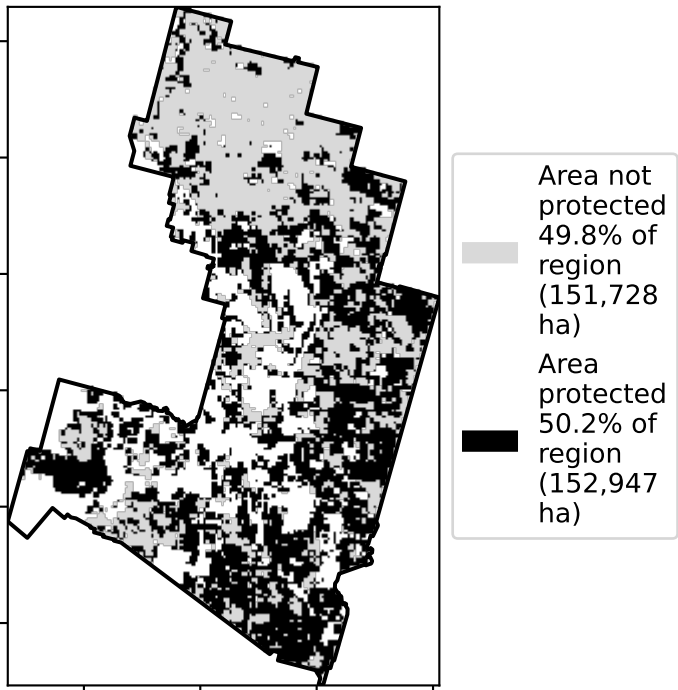 Area not
protected
49.8% of
region
(151,728
ha)
Area
protected
50.2% of
region
(152,947
ha)